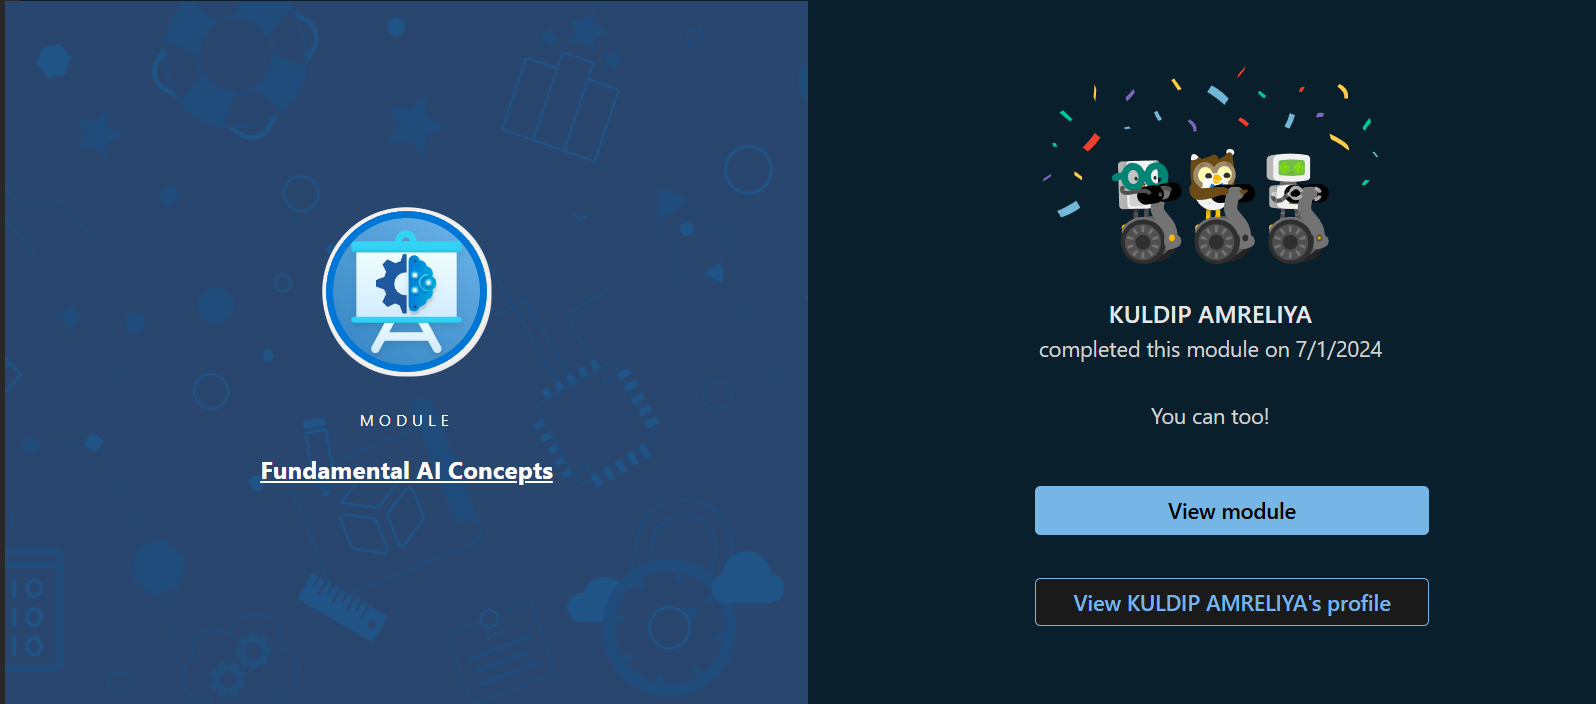 MODULE
Fundamental AI Concepts
KULDIP AMRELIYA
completed this module on 7/1/2024
You can too!
View module
View KULDIP AMRELIYA's profile